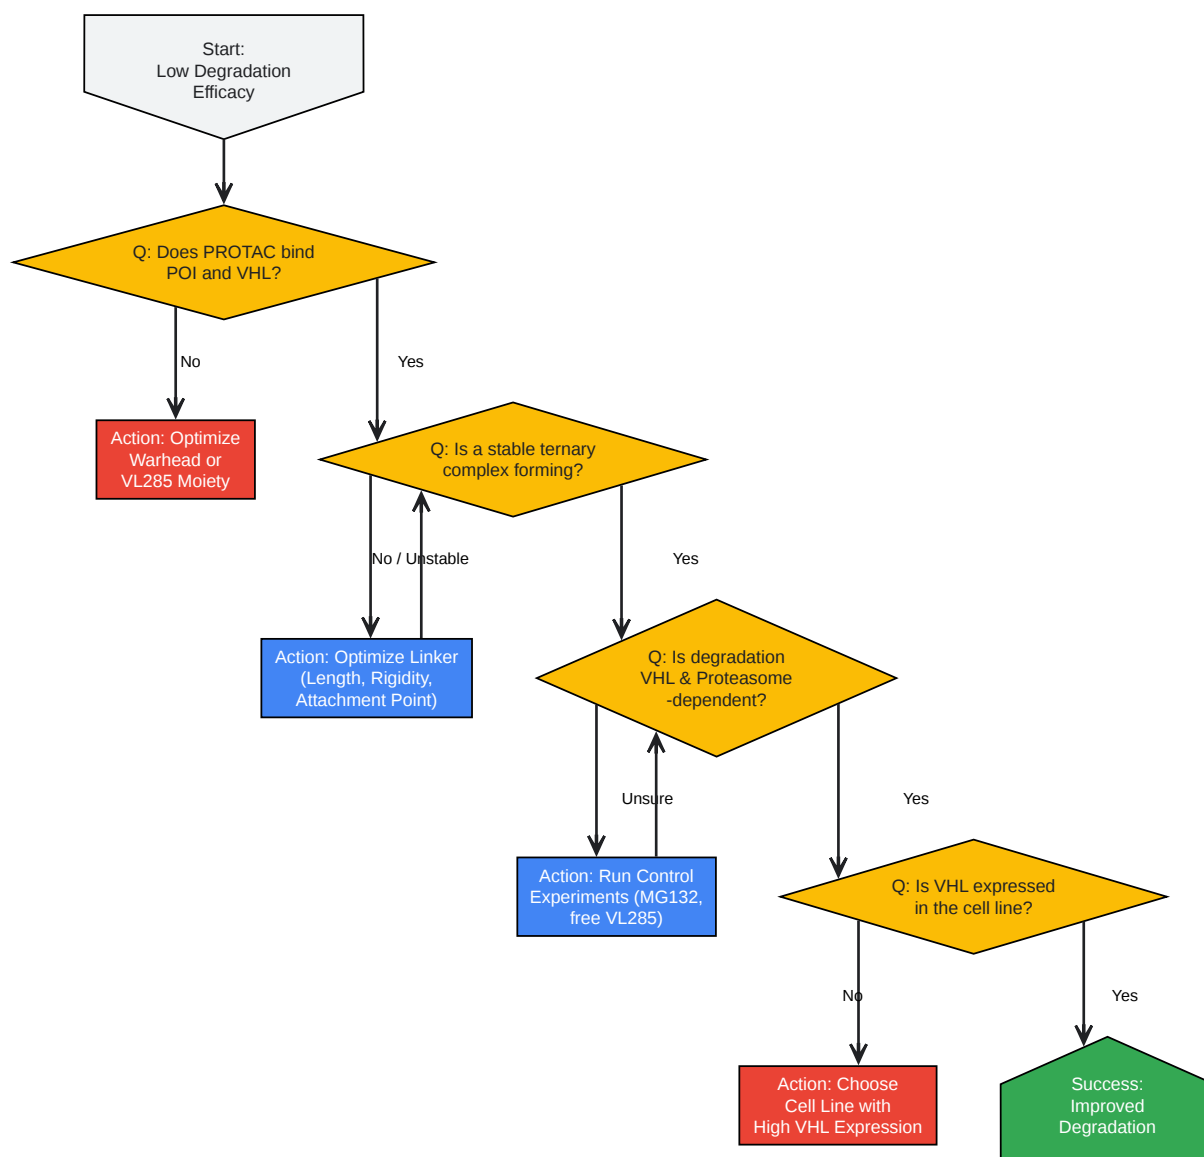 Start:
Low Degradation
Efficacy
Q: Does PROTAC bind
POI and VHL?
No
Yes
Action: Optimize
Warhead or
VL285 Moiety
Q: Is a stable ternary
complex forming?
No / Unstable
Yes
Action: Optimize Linker
(Length, Rigidity,
Attachment Point)
Q: Is degradation
VHL & Proteasome
-dependent?
Unsure
Yes
Action: Run Control
Experiments (MG132,
free VL285)
Q: Is VHL expressed
in the cell line?
No
Yes
Action: Choose
Cell Line with
High VHL Expression
Success:
Improved
Degradation